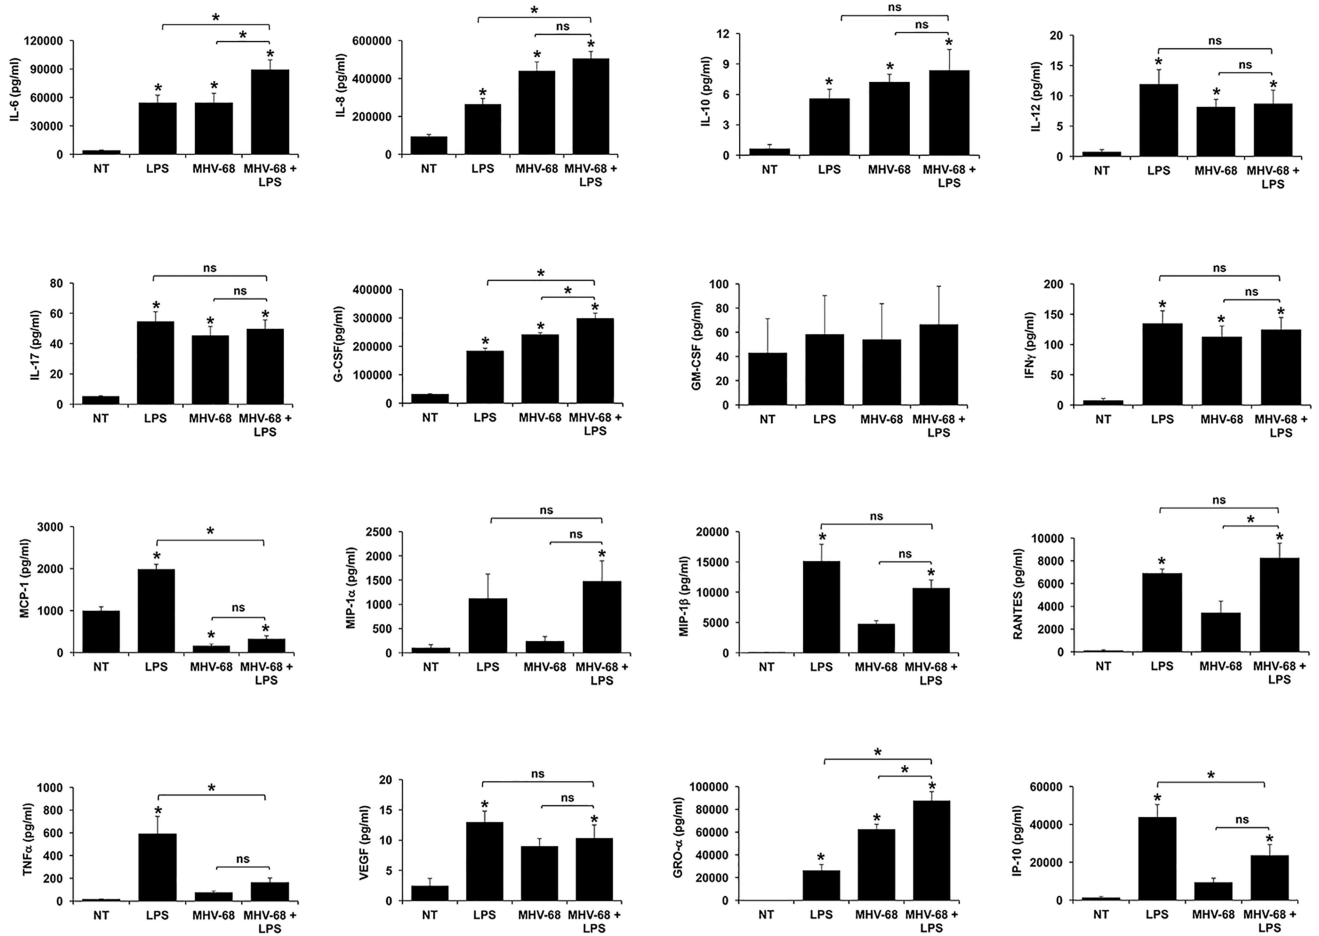 *
*
* * *
IL-6 (pg/ml)
120000
90000
60000
30000
0
NT LPS MHV-68 MHV-68 +
LPS
*
ns
* * *
IL-8 (pg/ml)
600000
400000
200000
0
NT LPS MHV-68 MHV-68 +
LPS
ns
ns
* * *
IL-10 (pg/ml)
12
9
6
3
0
NT LPS MHV-68 MHV-68 +
LPS
ns
ns
* * *
IL-12 (pg/ml)
20
15
10
5
0
NT LPS MHV-68 MHV-68 +
LPS
ns
ns
* * *
IL-17 (pg/ml)
80
60
40
20
0
NT LPS MHV-68 MHV-68 +
LPS
*
*
* * *
G-CSF(pg/ml)
400000
300000
200000
100000
0
NT LPS MHV-68 MHV-68 +
LPS
GM-CSF (pg/ml)
100
80
60
40
20
0
NT LPS MHV-68 MHV-68 +
LPS
ns
ns
* * *
IFNγ (pg/ml)
200
150
100
50
0
NT LPS MHV-68 MHV-68 +
LPS
*
ns
* * *
MCP-1 (pg/ml)
3000
2000
1000
0
NT LPS MHV-68 MHV-68 +
LPS
ns
ns
*
MIP-1α (pg/ml)
2500
2000
1500
1000
500
0
NT LPS MHV-68 MHV-68 +
LPS
ns
ns
* *
MIP-1β (pg/ml)
20000
15000
10000
5000
0
NT LPS MHV-68 MHV-68 +
LPS
ns
*
* *
RANTES (pg/ml)
10000
8000
6000
4000
2000
0
NT LPS MHV-68 MHV-68 +
LPS
*
ns
*
TNFα (pg/ml)
1000
800
600
400
200
0
NT LPS MHV-68 MHV-68 +
LPS
ns
ns
* *
VEGF (pg/ml)
20
15
10
5
0
NT LPS MHV-68 MHV-68 +
LPS
*
*
* * *
GRO-α (pg/ml)
100000
80000
60000
40000
20000
0
NT LPS MHV-68 MHV-68 +
LPS
*
ns
* *
IP-10 (pg/ml)
60000
40000
20000
0
NT LPS MHV-68 MHV-68 +
LPS